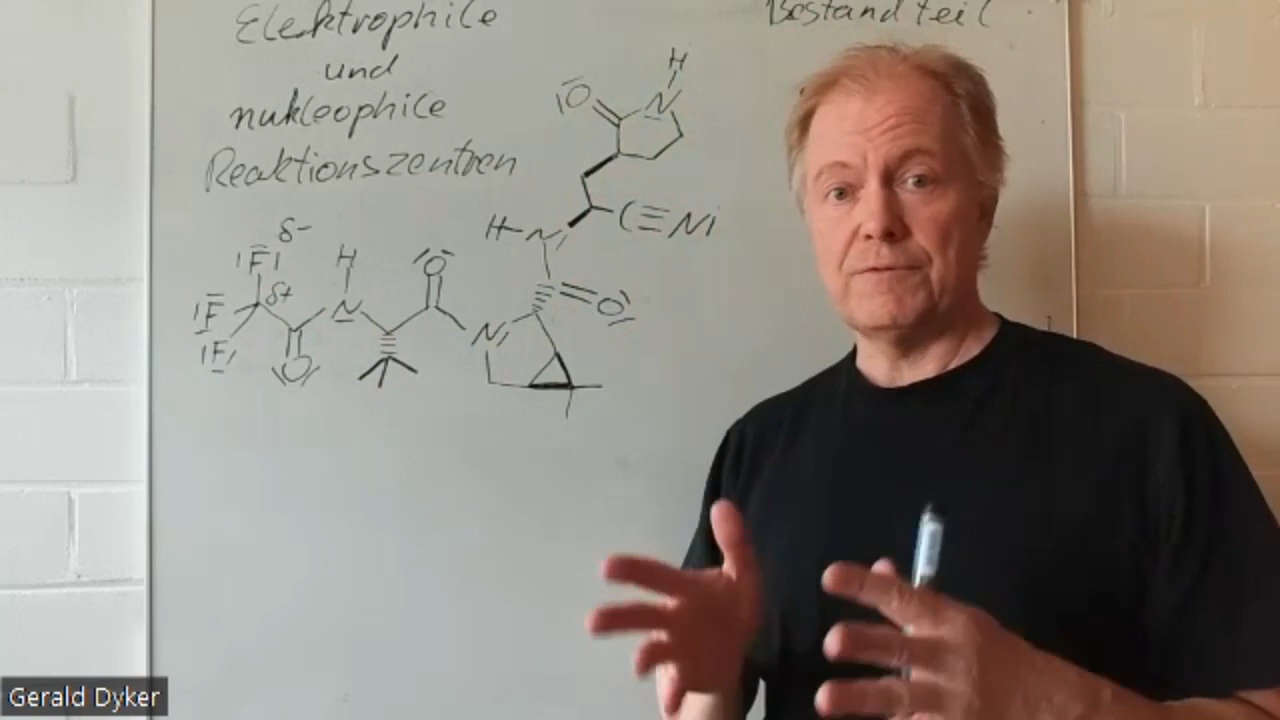 Elektrophile
und
nukleophile
Reaktionszentren
Bestandteil
H
|O
N
H-N
C≡N|
δ-
|F|
H
O
|F
δ+
N
O
|F|
O
N
Gerald Dyker